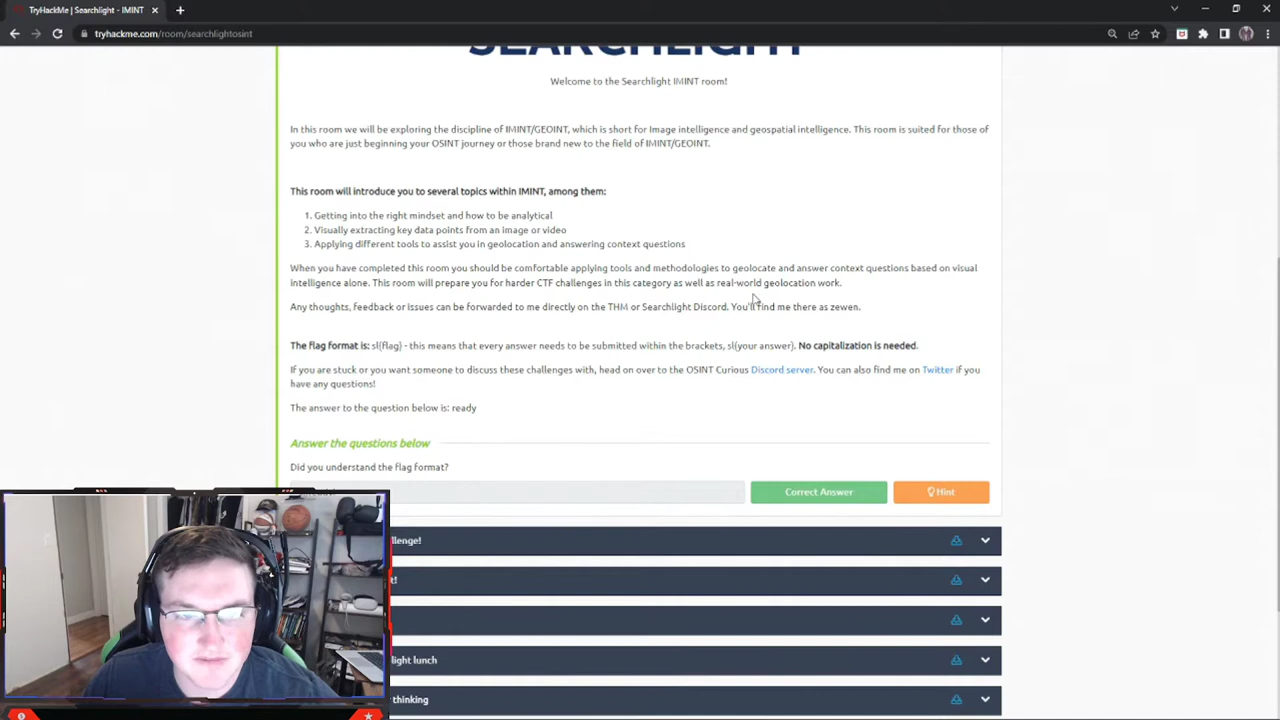 TryHackMe | Searchlight - IMINT
tryhackme.com/room/searchlightosint
SEARCHLIGHT
Welcome to the Searchlight IMINT room!
In this room we will be exploring the discipline of IMINT/GEOINT, which is short for Image intelligence and geospatial intelligence. This room is suited for those of
you who are just beginning your OSINT journey or those brand new to the field of IMINT/GEOINT.
This room will introduce you to several topics within IMINT, among them:
1. Getting into the right mindset and how to be analytical
2. Visually extracting key data points from an image or video
3. Applying different tools to assist you in geolocation and answering context questions
When you have completed this room you should be comfortable applying tools and methodologies to geolocate and answer context questions based on visual
intelligence alone. This room will prepare you for harder CTF challenges in this category as well as real-world geolocation work.
Any thoughts, feedback or issues can be forwarded to me directly on the THM or Searchlight Discord. You'll find me there as zewen.
The flag format is: sl{flag} - this means that every answer needs to be submitted within the brackets, sl{your answer}. No capitalization is needed.
If you are stuck or you want someone to discuss these challenges with, head on over to the OSINT Curious Discord server. You can also find me on Twitter if you
have any questions!
The answer to the question below is: ready
Answer the questions below
Did you understand the flag format?
Correct Answer
Hint
llenge!
t!
light lunch
thinking